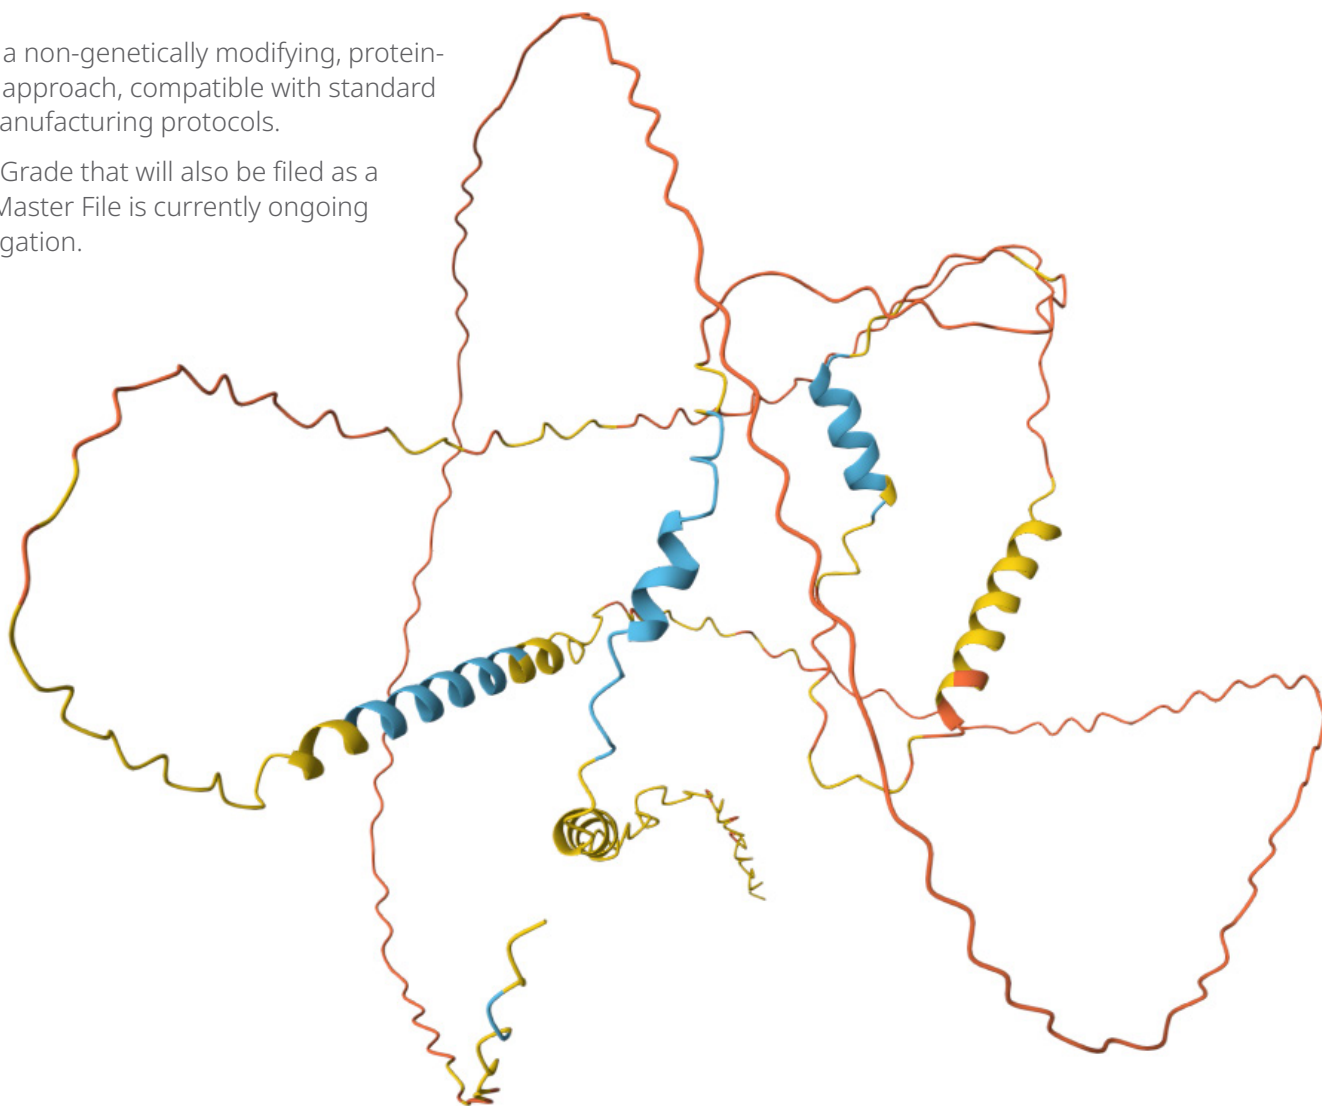 a non-genetically modifying, protein-
approach, compatible with standard
anufacturing protocols.
Grade that will also be filed as a
Master File is currently ongoing
gation.